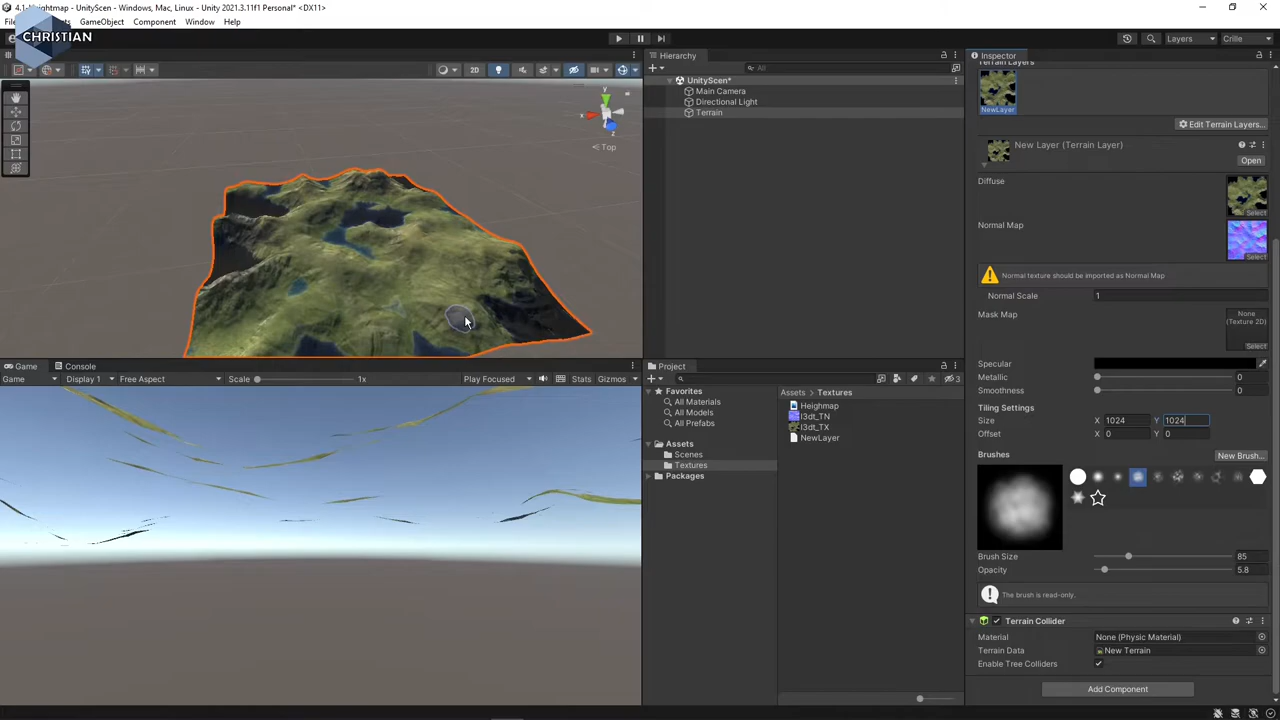 4.1-Heightmap - UnityScen - Windows, Mac, Linux - Unity 2021.3.11f1 Personal* <DX11>
GameObject Component Window Help
CHRISTIAN
Layers Crille
2D
Top
y
x
z
Hierarchy
All
UnityScen*
Main Camera
Directional Light
Terrain
Inspector
Terrain Layers
NewLayer
Edit Terrain Layers...
New Layer (Terrain Layer)
Open
Diffuse
Select
Normal Map
Select
Normal texture should be imported as Normal Map
Normal Scale 1
Mask Map
None
(Texture 2D)
Select
Specular
Metallic 0
Smoothness 0
Tiling Settings
Size X 1024 Y 1024
Offset X 0 Y 0
Brushes New Brush...
Brush Size 85
Opacity 5.8
The brush is read-only.
Terrain Collider
Material None (Physic Material)
Terrain Data New Terrain
Enable Tree Colliders
Add Component
Game Console
Game Display 1 Free Aspect Scale 1x Play Focused Stats Gizmos
Project
3
Favorites
All Materials
All Models
All Prefabs
Assets
Scenes
Textures
Packages
Assets Textures
Heighmap
l3dt_TN
l3dt_TX
NewLayer